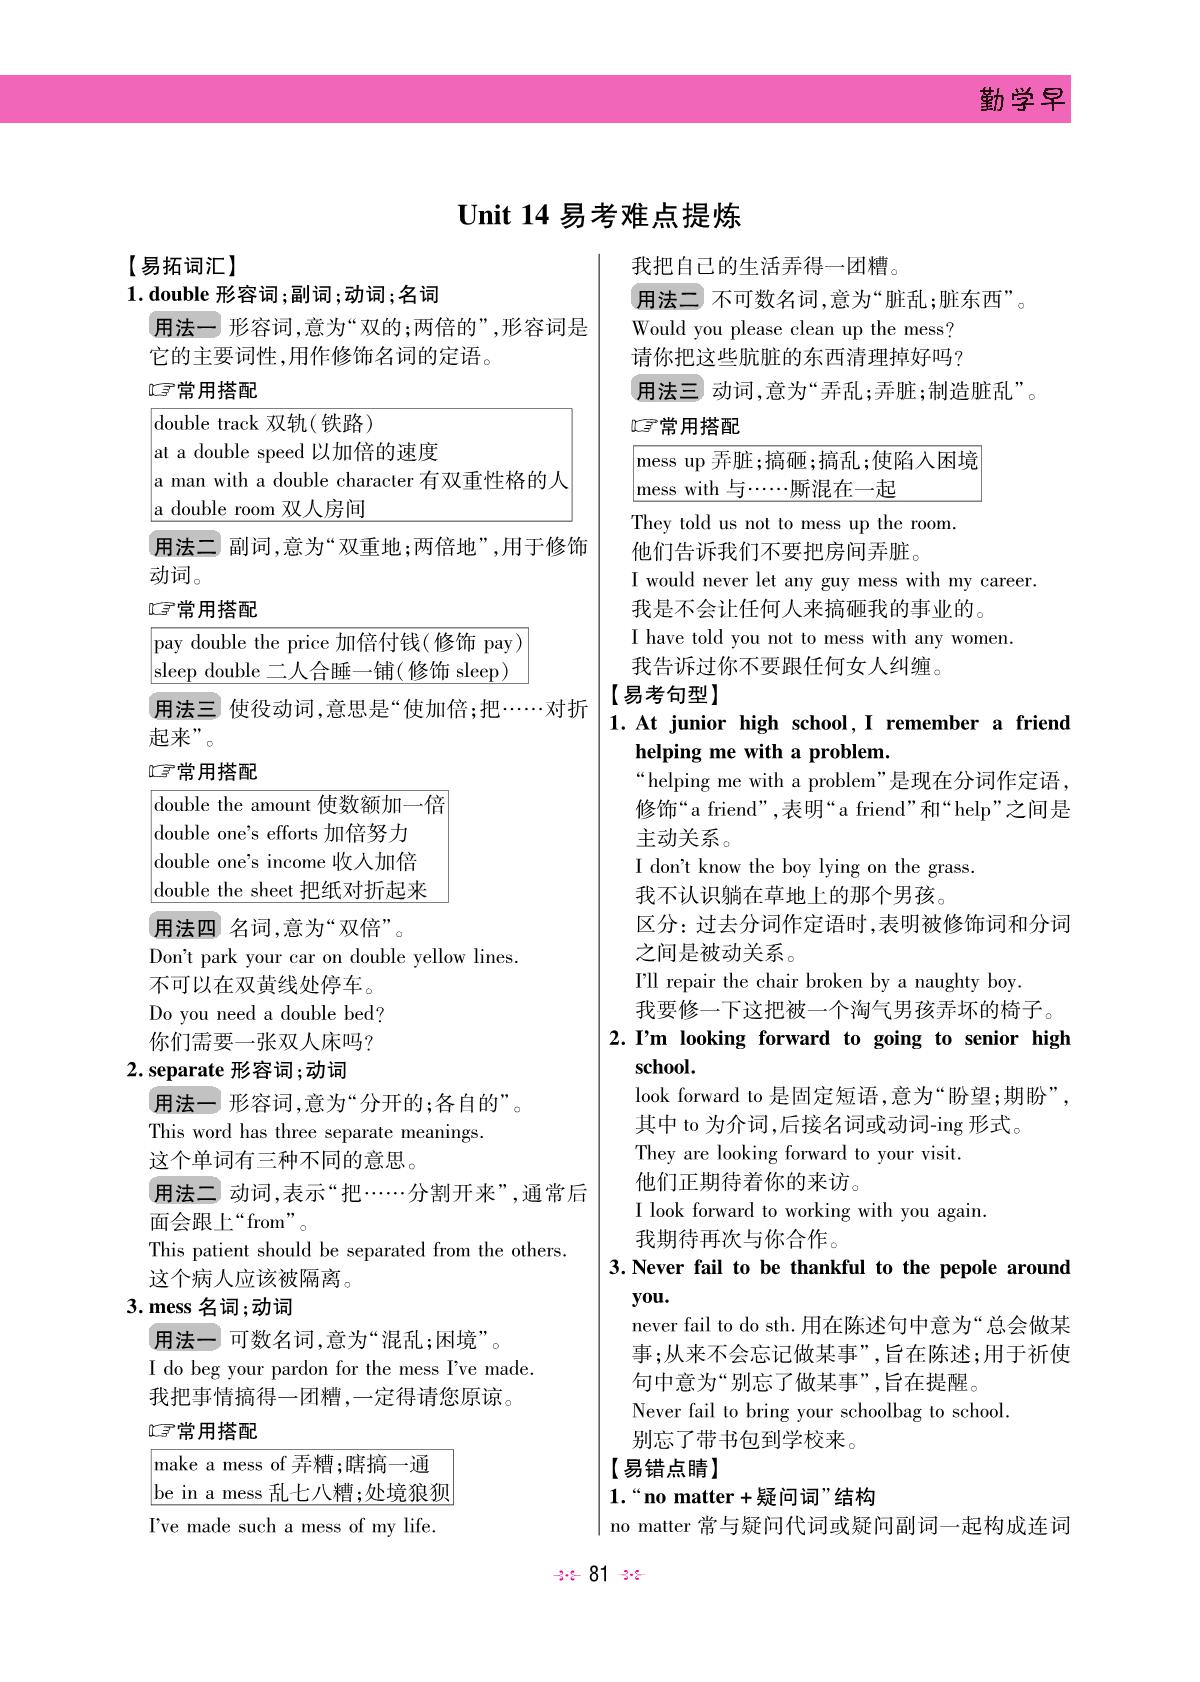 勤学早
Unit 14 易考难点提炼
【易拓词汇】
1. double 形容词;副词;动词;名词
用法一 形容词,意为“双的;两倍的”,形容词是
它的主要词性,用作修饰名词的定语。
☞常用搭配
double track 双轨(铁路)
at a double speed 以加倍的速度
a man with a double character 有双重性格的人
a double room 双人房间
用法二 副词,意为“双重地;两倍地”,用于修饰
动词。
☞常用搭配
pay double the price 加倍付钱(修饰 pay)
sleep double 二人合睡一铺(修饰 sleep)
用法三 使役动词,意思是“使加倍;把……对折
起来”。
☞常用搭配
double the amount 使数额加一倍
double one's efforts 加倍努力
double one's income 收入加倍
double the sheet 把纸对折起来
用法四 名词,意为“双倍”。
Don't park your car on double yellow lines.
不可以在双黄线处停车。
Do you need a double bed?
你们需要一张双人床吗?
2. separate 形容词;动词
用法一 形容词,意为“分开的;各自的”。
This word has three separate meanings.
这个单词有三种不同的意思。
用法二 动词,表示“把……分割开来”,通常后
面会跟上“from”。
This patient should be separated from the others.
这个病人应该被隔离。
3. mess 名词;动词
用法一 可数名词,意为“混乱;困境”。
I do beg your pardon for the mess I've made.
我把事情搞得一团糟,一定得请您原谅。
☞常用搭配
make a mess of 弄糟;瞎搞一通
be in a mess 乱七八糟;处境狼狈
I've made such a mess of my life.
我把自己的生活弄得一团糟。
用法二 不可数名词,意为“脏乱;脏东西”。
Would you please clean up the mess?
请你把这些肮脏的东西清理掉好吗?
用法三 动词,意为“弄乱;弄脏;制造脏乱”。
☞常用搭配
mess up 弄脏;搞砸;搞乱;使陷入困境
mess with 与……厮混在一起
They told us not to mess up the room.
他们告诉我们不要把房间弄脏。
I would never let any guy mess with my career.
我是不会让任何人来搞砸我的事业的。
I have told you not to mess with any women.
我告诉过你不要跟任何女人纠缠。
【易考句型】
1. At junior high school, I remember a friend
helping me with a problem.
“helping me with a problem”是现在分词作定语,
修饰“a friend”,表明“a friend”和“help”之间是
主动关系。
I don't know the boy lying on the grass.
我不认识躺在草地上的那个男孩。
区分: 过去分词作定语时,表明被修饰词和分词
之间是被动关系。
I'll repair the chair broken by a naughty boy.
我要修一下这把被一个淘气男孩弄坏的椅子。
2. I'm looking forward to going to senior high
school.
look forward to 是固定短语,意为“盼望;期盼”,
其中 to 为介词,后接名词或动词-ing 形式。
They are looking forward to your visit.
他们正期待着你的来访。
I look forward to working with you again.
我期待再次与你合作。
3. Never fail to be thankful to the pepole around
you.
never fail to do sth. 用在陈述句中意为“总会做某
事;从来不会忘记做某事”,旨在陈述;用于祈使
句中意为“别忘了做某事”,旨在提醒。
Never fail to bring your schoolbag to school.
别忘了带书包到学校来。
【易错点睛】
1. “no matter + 疑问词”结构
no matter 常与疑问代词或疑问副词一起构成连词
81